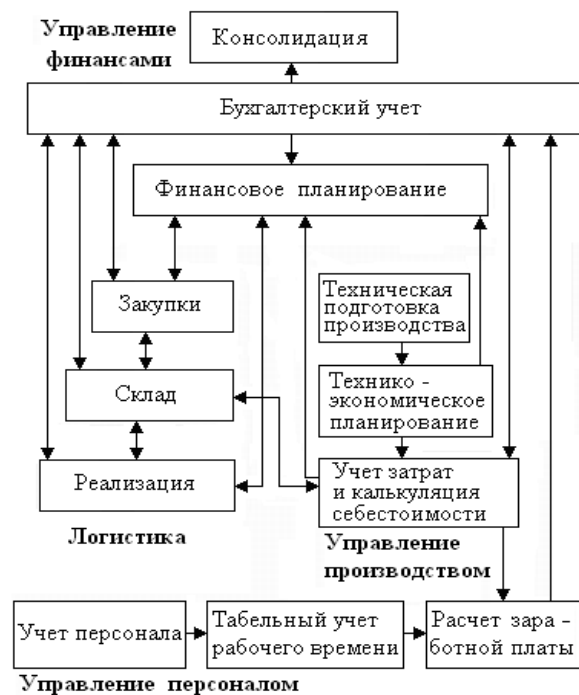 Управление
финансами
Консолидация
Бухгалтерский учет
Финансовое планирование
Закупки
Техническая
подготовка
производства
Склад
Технико -
экономическое
планирование
Реализация
Учет затрат
и калькуляция
себестоимости
Логистика
Управление
производством
Учет персонала
Табельный учет
рабочего времени
Расчет зара -
ботной платы
Управление персоналом